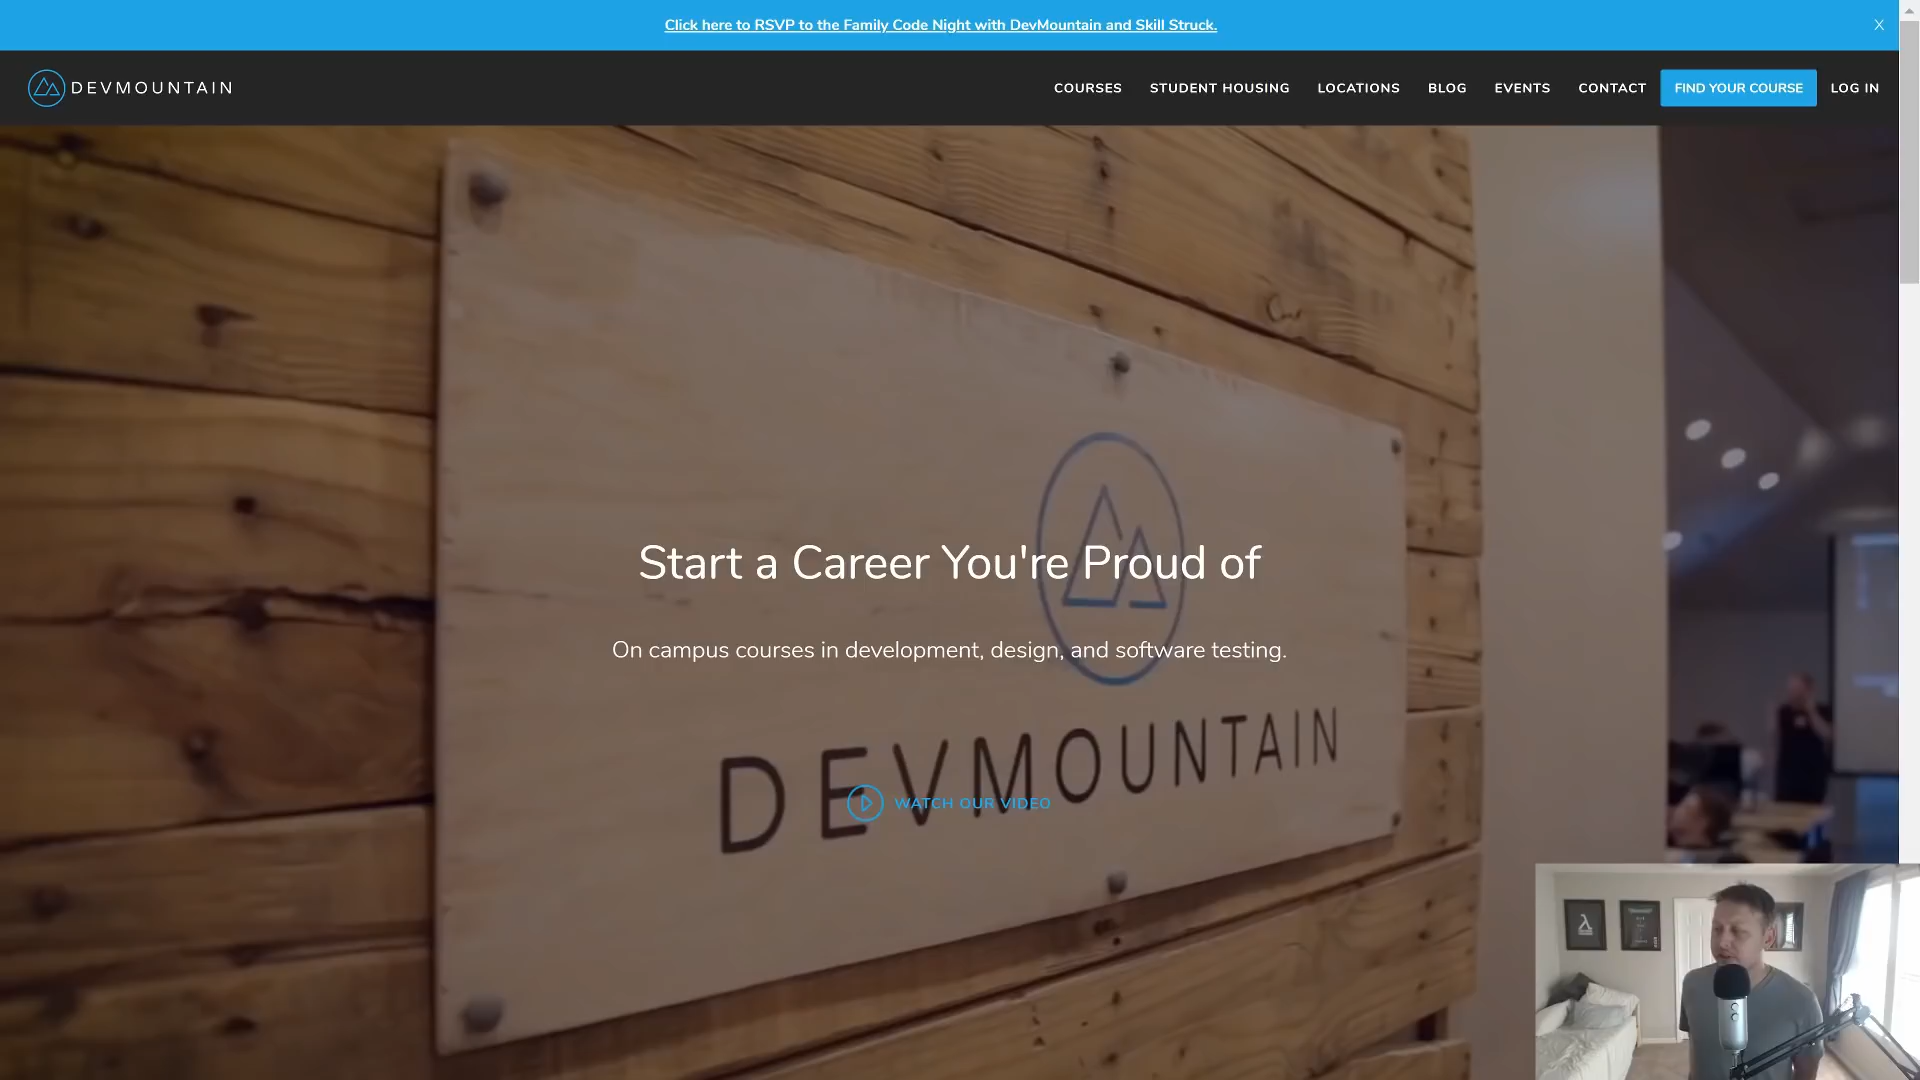 Click here to RSVP to the Family Code Night with DevMountain and Skill Struck.
X
DEVMOUNTAIN
COURSES STUDENT HOUSING LOCATIONS BLOG EVENTS CONTACT FIND YOUR COURSE LOG IN
Start a Career You're Proud of
On campus courses in development, design, and software testing.
DEVMOUNTAIN
WATCH OUR VIDEO
λ